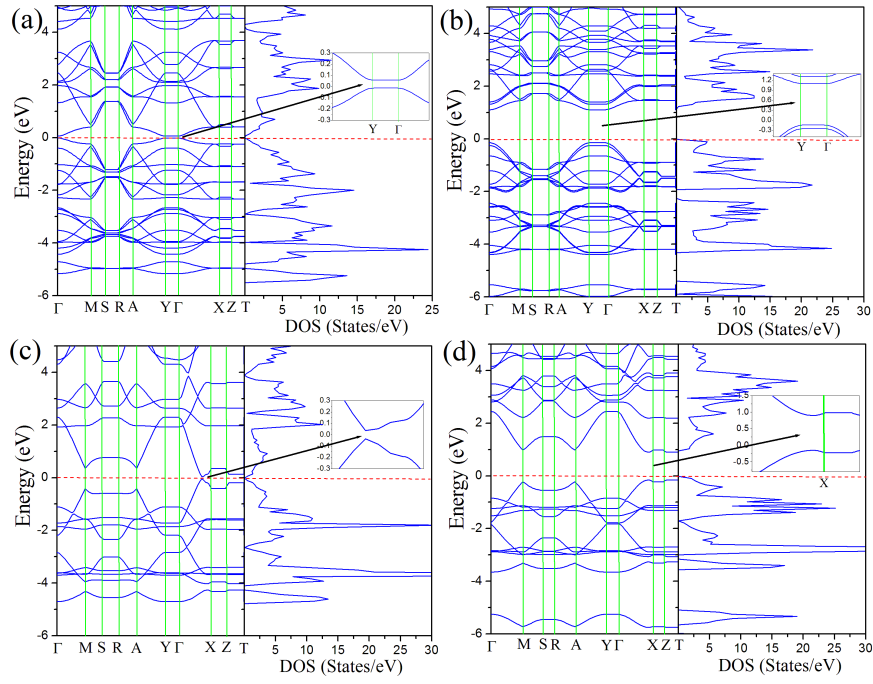 (a)
Energy (eV)
4
2
0
-2
-4
-6
Γ M S R A Y Γ X Z T
5 10 15 20 25
DOS (States/eV)
0.3
0.2
0.1
0.0
-0.1
-0.2
-0.3
Y Γ
(b)
Energy (eV)
4
2
0
-2
-4
-6
Γ M S R A Y Γ X Z T
5 10 15 20 25 30
DOS (States/eV)
1.2
0.9
0.6
0.3
0.0
-0.3
Y Γ
(c)
Energy (eV)
4
2
0
-2
-4
-6
Γ M S R A Y Γ X Z T
5 10 15 20 25 30
DOS (States/eV)
0.3
0.2
0.1
0.0
-0.1
-0.2
-0.3
(d)
Energy (eV)
4
2
0
-2
-4
-6
Γ M S R A Y Γ X Z T
5 10 15 20 25 30
DOS (States/eV)
1.5
1.0
0.5
0.0
-0.5
X